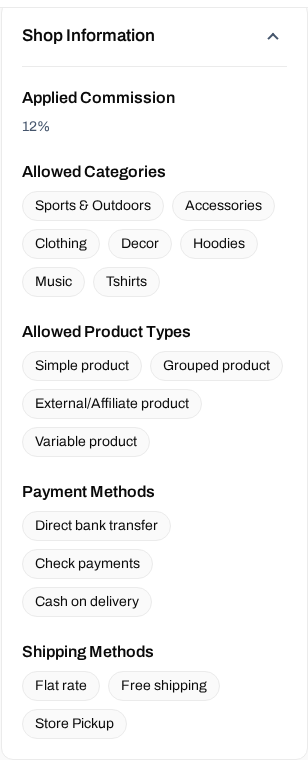 Shop Information
Applied Commission
12%
Allowed Categories
Sports & Outdoors Accessories
Clothing Decor Hoodies
Music Tshirts
Allowed Product Types
Simple product Grouped product
External/Affiliate product
Variable product
Payment Methods
Direct bank transfer
Check payments
Cash on delivery
Shipping Methods
Flat rate Free shipping
Store Pickup